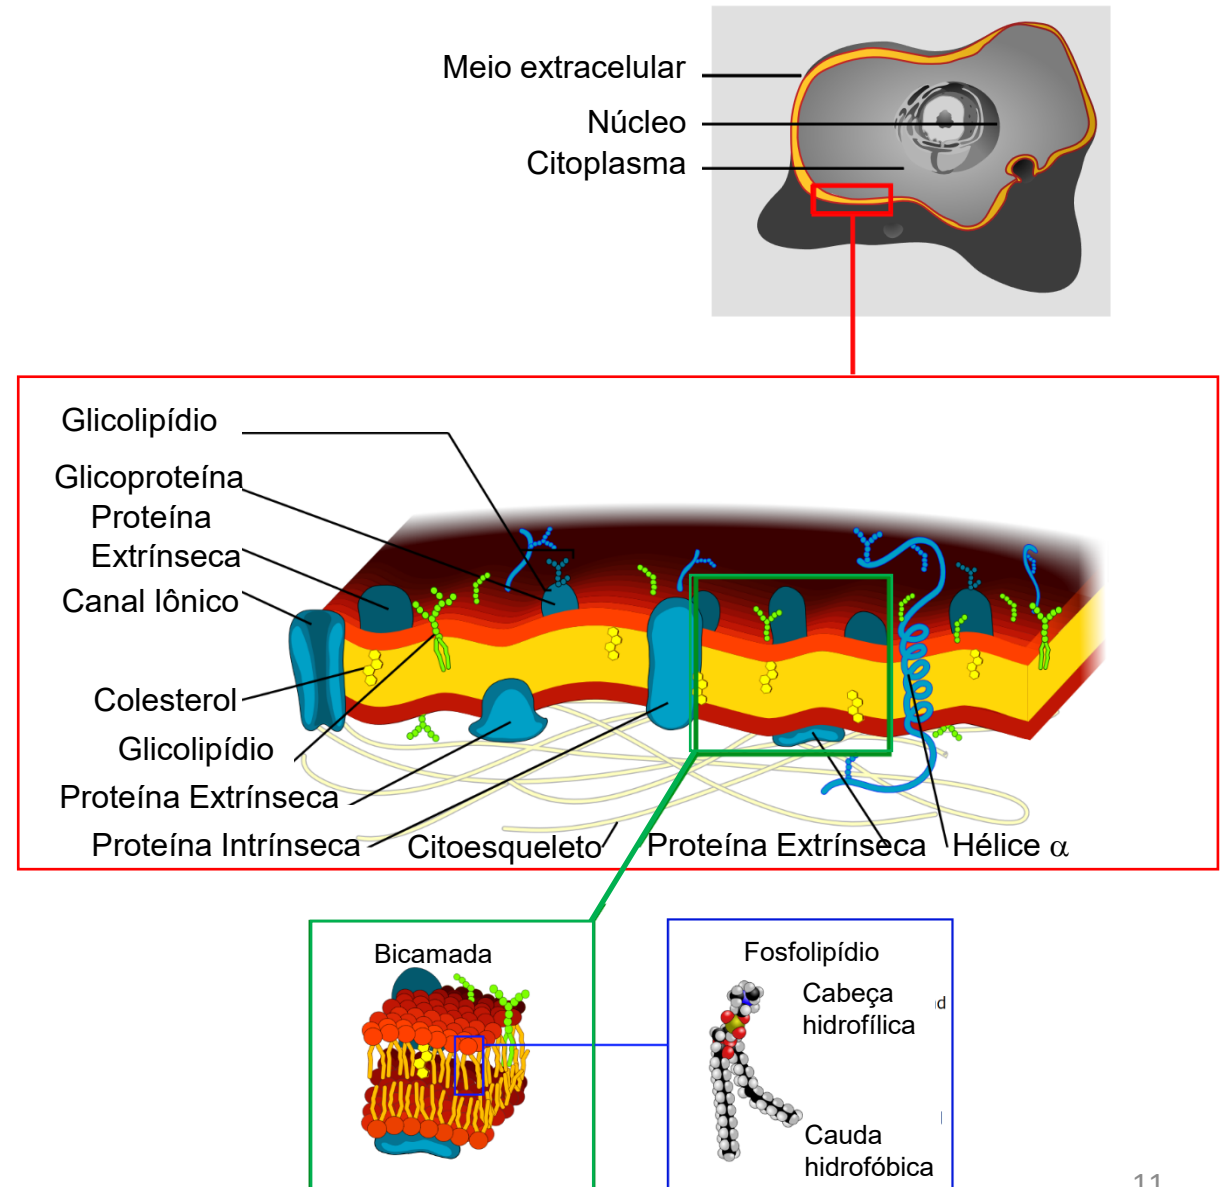 Meio extracelular
Núcleo
Citoplasma
Glicolipídio
Glicoproteína
Proteína
Extrínseca
Canal Iônico
Colesterol
Glicolipídio
Proteína Extrínseca
Proteína Intrínseca
Citoesqueleto
Proteína Extrínseca
Hélice α
Bicamada
Fosfolipídio
Cabeça
hidrofílica
Cauda
hidrofóbica
11